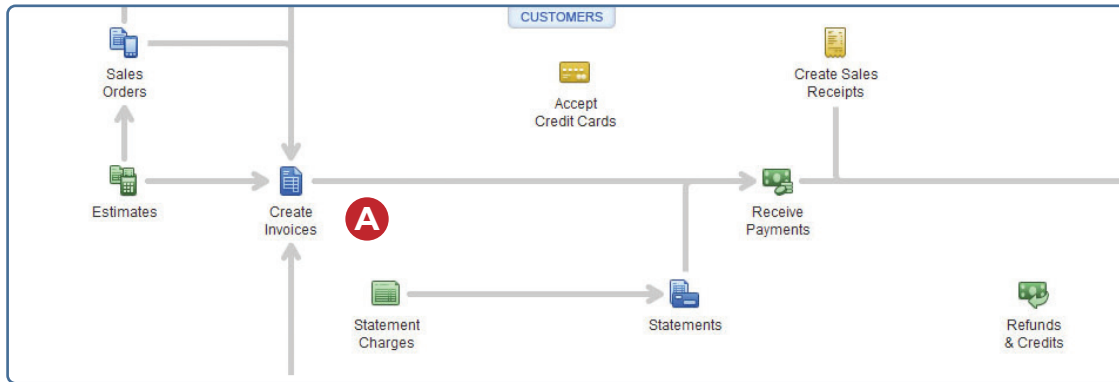 CUSTOMERS
Sales
Orders
Accept
Credit Cards
Create Sales
Receipts
Estimates
Create
Invoices
A
Receive
Payments
Statement
Charges
Statements
Refunds
& Credits